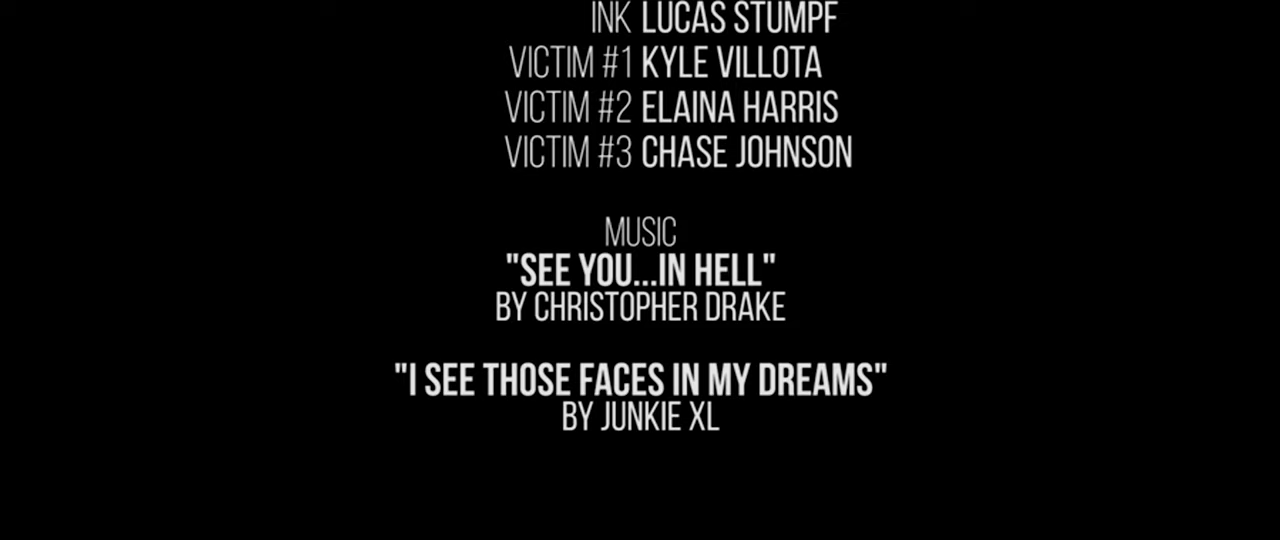 INK LUCAS STUMPF
VICTIM #1 KYLE VILLOTA
VICTIM #2 ELAINA HARRIS
VICTIM #3 CHASE JOHNSON
MUSIC
"SEE YOU...IN HELL"
BY CHRISTOPHER DRAKE
"I SEE THOSE FACES IN MY DREAMS"
BY JUNKIE XL